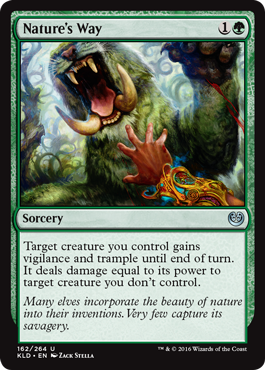 Nature's Way 1
Sorcery
Target creature you control gains
vigilance and trample until end of turn.
It deals damage equal to its power to
target creature you don't control.
Many elves incorporate the beauty of nature
into their inventions. Very few capture its
savagery.
162/264 U
KLD • EN Zack Stella
™ & © 2016 Wizards of the Coast